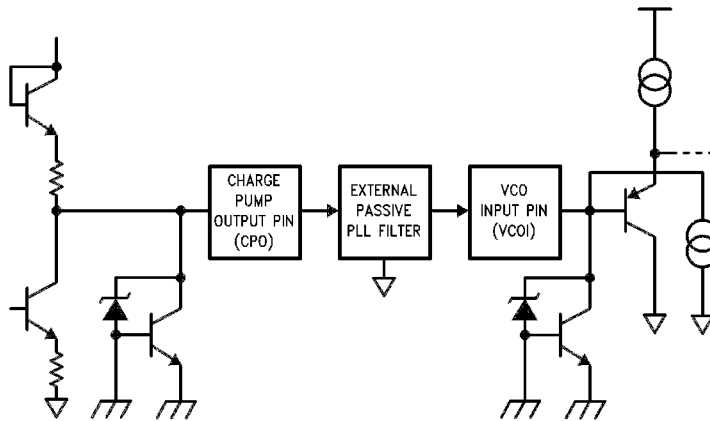 CHARGE
PUMP
OUTPUT PIN
(CPO)
EXTERNAL
PASSIVE
PLL FILTER
VCO
INPUT PIN
(VCOI)